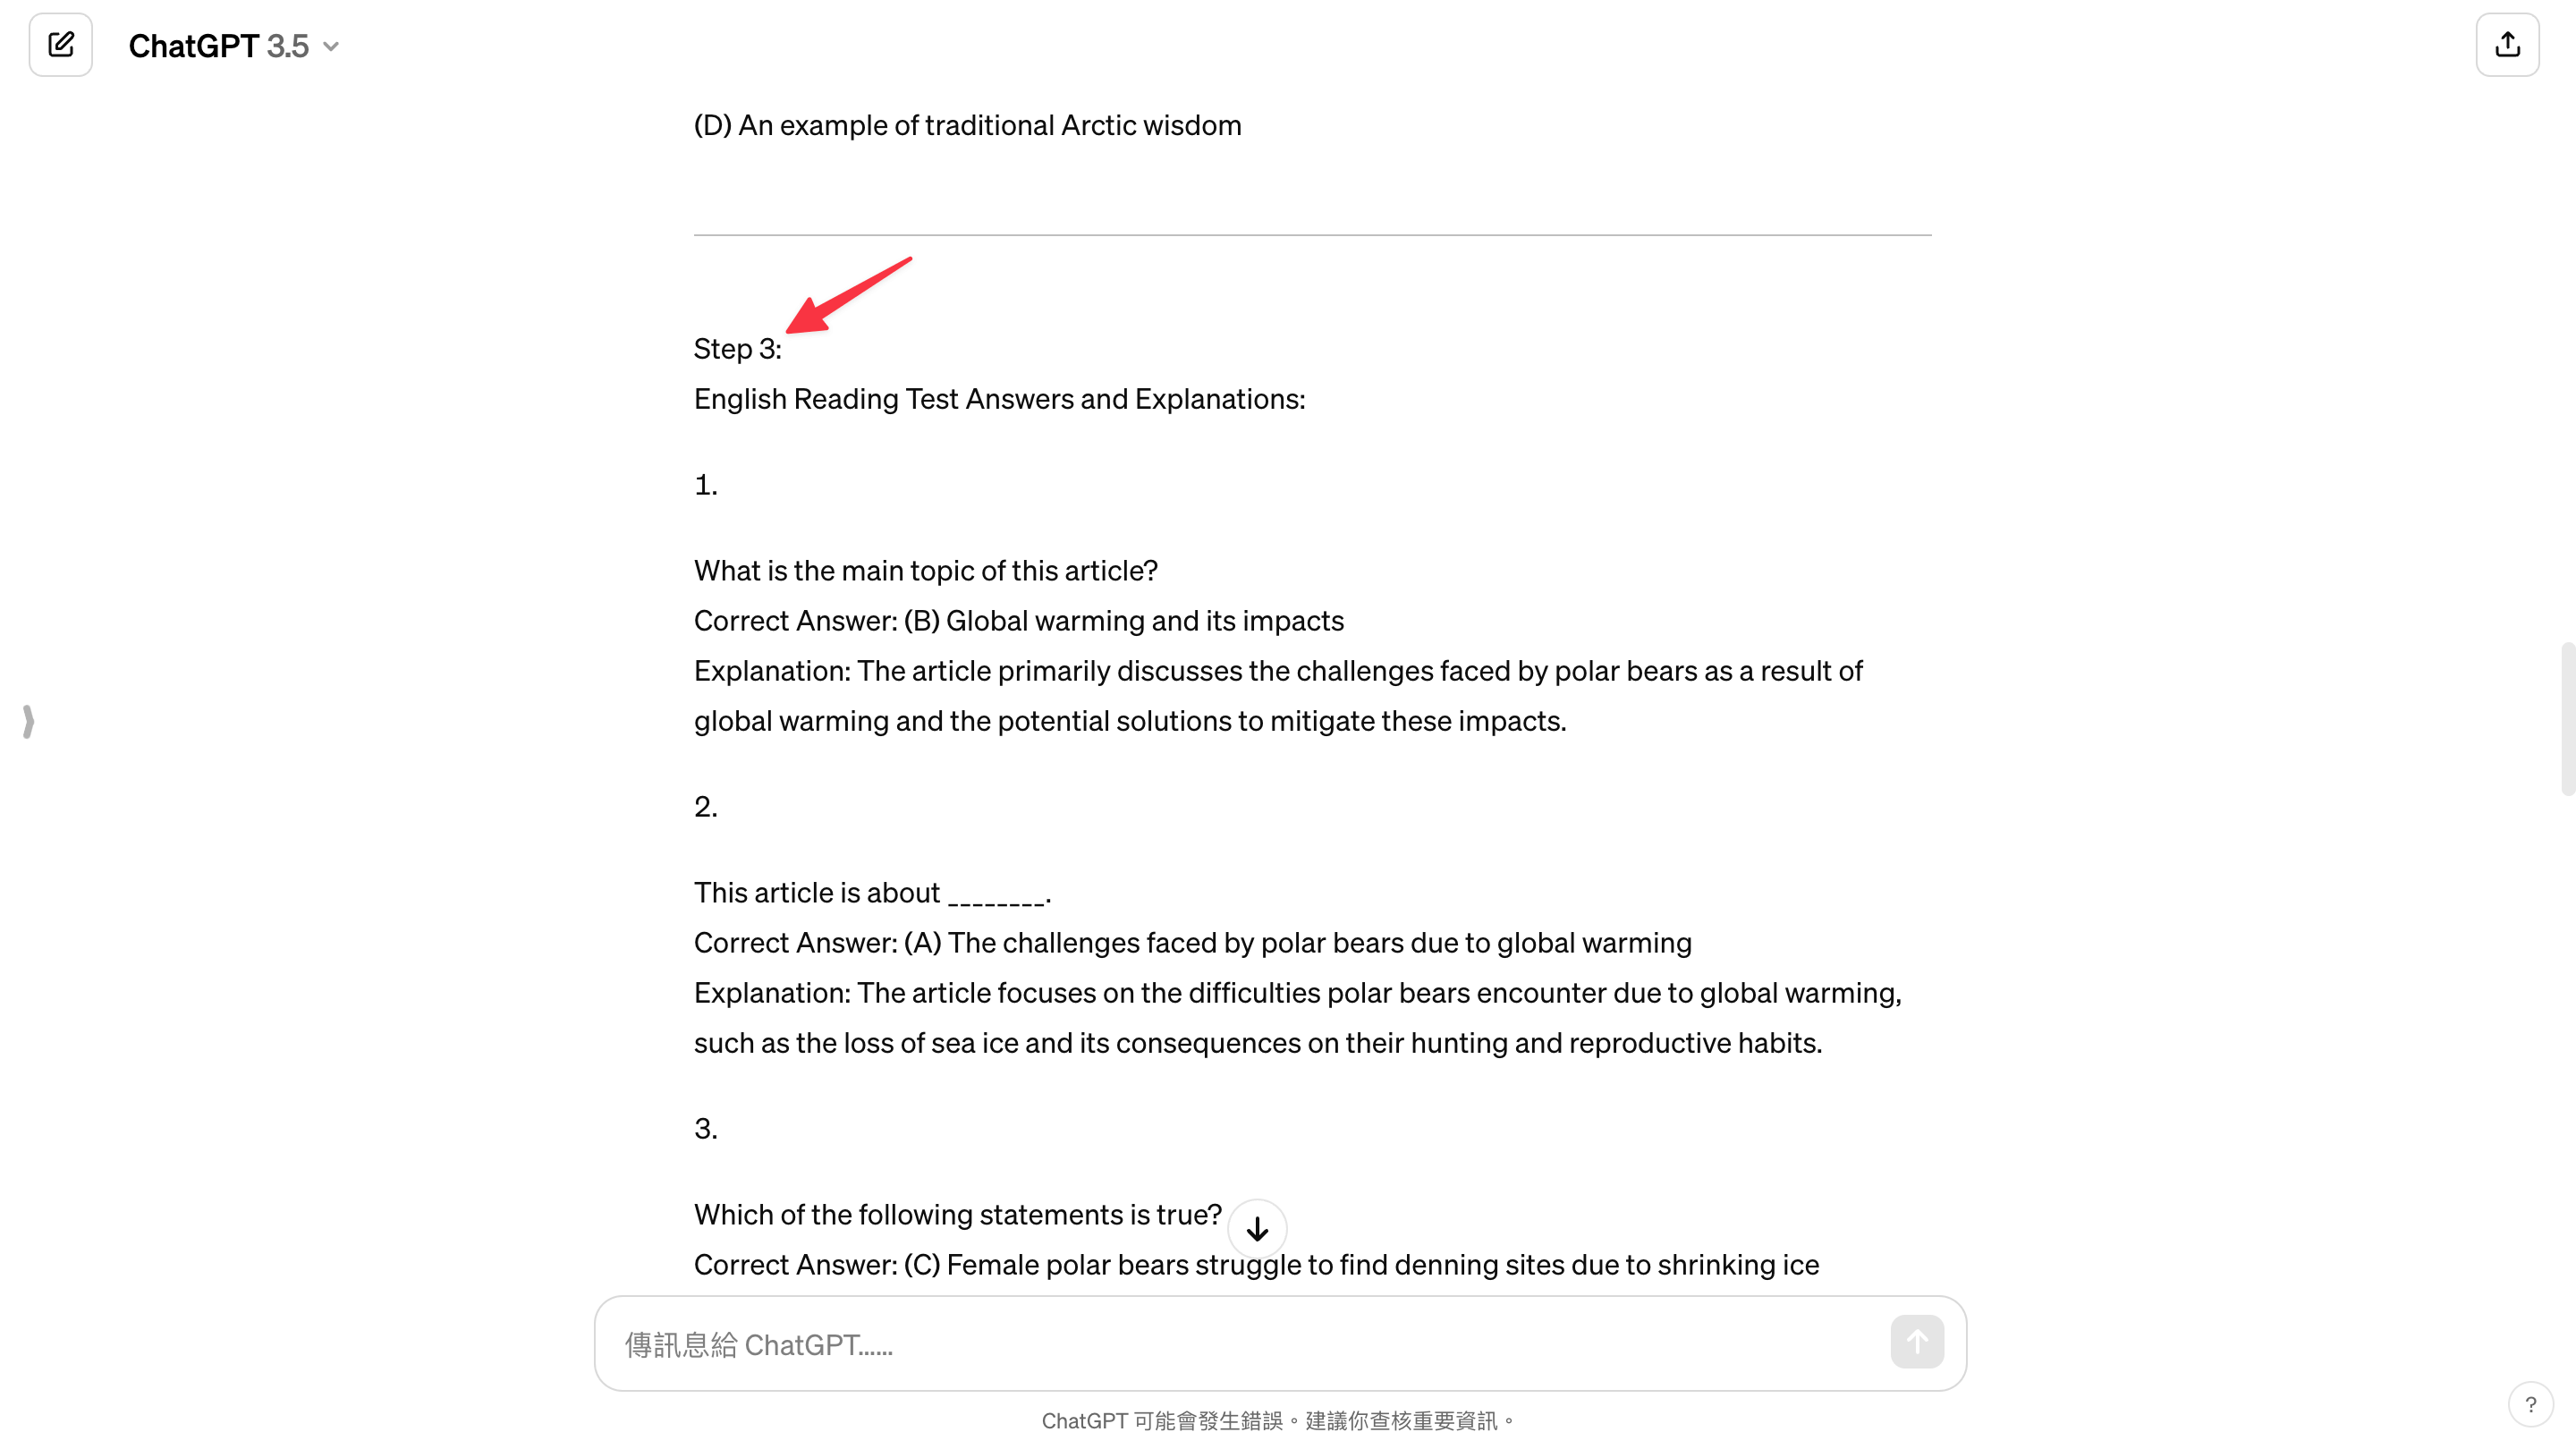 ChatGPT 3.5
(D) An example of traditional Arctic wisdom
Step 3:
English Reading Test Answers and Explanations:
1.
What is the main topic of this article?
Correct Answer: (B) Global warming and its impacts
Explanation: The article primarily discusses the challenges faced by polar bears as a result of
global warming and the potential solutions to mitigate these impacts.
2.
This article is about ________.
Correct Answer: (A) The challenges faced by polar bears due to global warming
Explanation: The article focuses on the difficulties polar bears encounter due to global warming,
such as the loss of sea ice and its consequences on their hunting and reproductive habits.
3.
Which of the following statements is true?
Correct Answer: (C) Female polar bears struggle to find denning sites due to shrinking ice
傳訊息給 ChatGPT......
ChatGPT 可能會發生錯誤。建議你查核重要資訊。
?